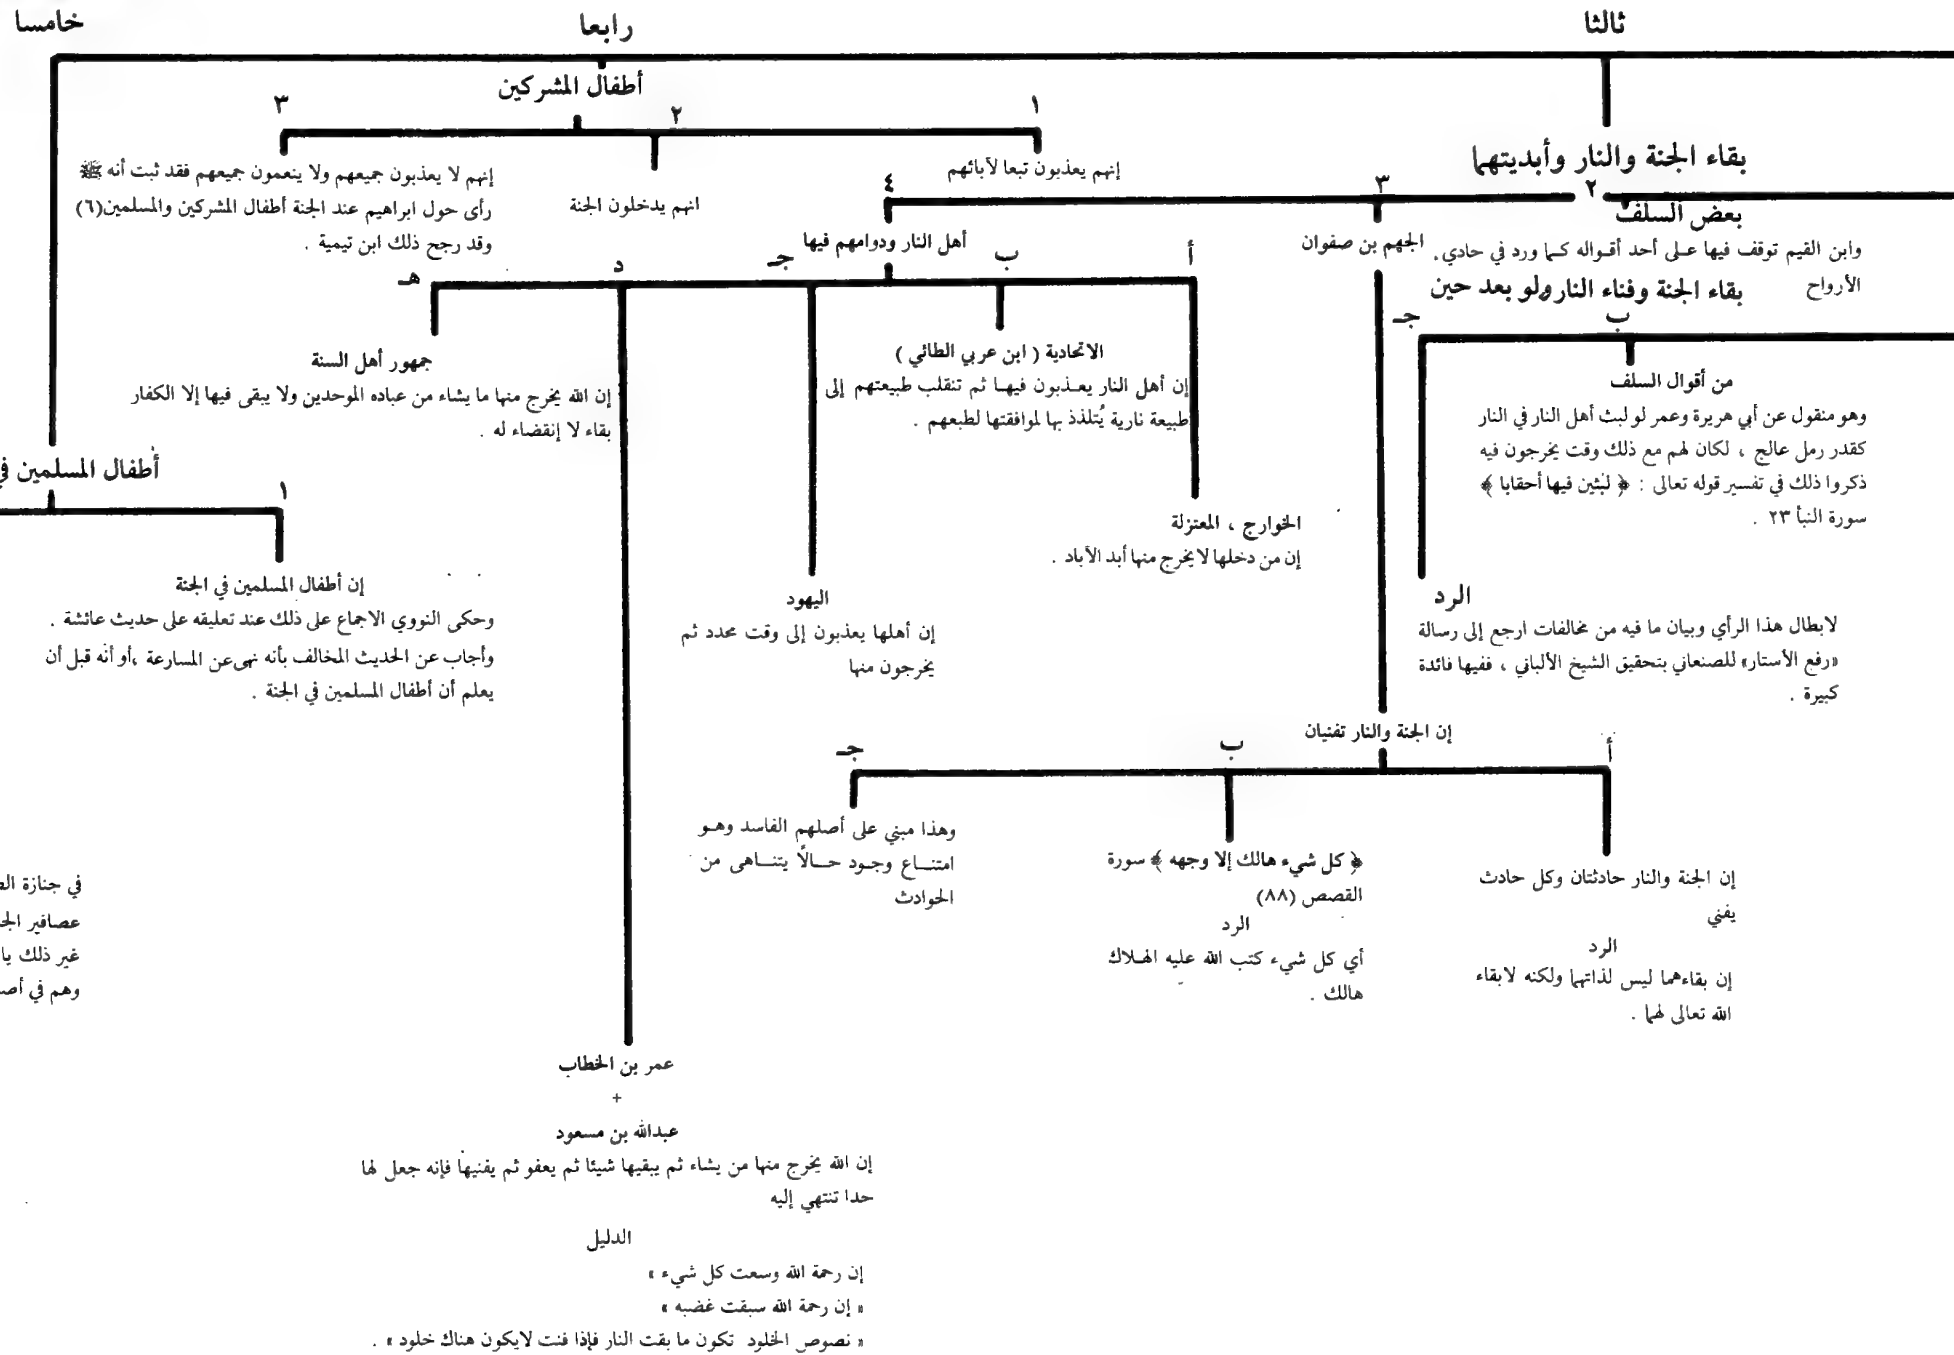 ثالثا
رابعا
خامسا
بقاء الجنة والنار وأبديتهما
٢
بعض السلف
وابن القيم توقف فيها على أحد أقواله كما ورد في حادي
الأرواح
بقاء الجنة وفناء النار ولو بعد حين
ب
جـ
من أقوال السلف
وهو منقول عن أبي هريرة وعمر لو لبث أهل النار في النار
كقدر رمل عالج ، لكان لهم مع ذلك وقت يخرجون فيه
ذكروا ذلك في تفسير قوله تعالى : ﴿ لٰبثين فيها أحقابا ﴾
سورة النبأ ٢٣ .
الرد
لابطال هذا الرأي وبيان ما فيه من مخالفات ارجع إلى رسالة
«رفع الأستار» للصنعاني بتحقيق الشيخ الألباني ، ففيها فائدة
كبيرة .
٣
الجهم بن صفوان
إن الجنة والنار تفنيان
أ
إن الجنة والنار حادثتان وكل حادث
يفني
الرد
إن بقاءهما ليس لذاتهما ولكنه لابقاء
الله تعالى لهما .
ب
﴿ كل شيء هالك إلا وجهه ﴾ سورة
القصص (٨٨)
الرد
أي كل شيء كتب الله عليه الهلاك
هالك .
جـ
وهذا مبني على أصلهم الفاسد وهو
امتناع وجود حالًا يتناهى من
الحوادث
٤
أهل النار ودوامهم فيها
أ
الخوارج ، المعتزلة
إن من دخلها لايخرج منها أبد الآباد .
ب
الاتحادية ( ابن عربي الطائي )
إن أهل النار يعذبون فيها ثم تنقلب طبيعتهم إلى
طبيعة نارية يُتلذذ بها لموافقتها لطبعهم .
جـ
اليهود
إن أهلها يعذبون إلى وقت محدد ثم
يخرجون منها
د
عمر بن الخطاب
+
عبدالله بن مسعود
إن الله يخرج منها من يشاء ثم يبقيها شيئا ثم يعفو ثم يفنيها فإنه جعل لها
حدا تنتهي إليه
الدليل
إن رحمة الله وسعت كل شيء »
« إن رحمة الله سبقت غضبه »
« نصوص الخلود تكون ما بقت النار فإذا فنت لايكون هناك خلود » .
هـ
جمهور أهل السنة
إن الله يخرج منها ما يشاء من عباده الموحدين ولا يبقى فيها إلا الكفار
بقاء لا إنقضاء له .
أطفال المشركين
١
إنهم يعذبون تبعا لآبائهم
٢
انهم يدخلون الجنة
٣
إنهم لا يعذبون جميعهم ولا ينعمون جميعهم فقد ثبت أنه ﷺ
رأى حول ابراهيم عند الجنة أطفال المشركين والمسلمين(٦)
وقد رجح ذلك ابن تيمية .
أطفال المسلمين في
١
إن أطفال المسلمين في الجنة
وحكى النووي الاجماع على ذلك عند تعليقه على حديث عائشة .
وأجاب عن الحديث المخالف بأنه نهى عن المسارعة ،أو أنه قبل أن
يعلم أن أطفال المسلمين في الجنة .
في جنازة
عصافير
غير ذلك
وهم في